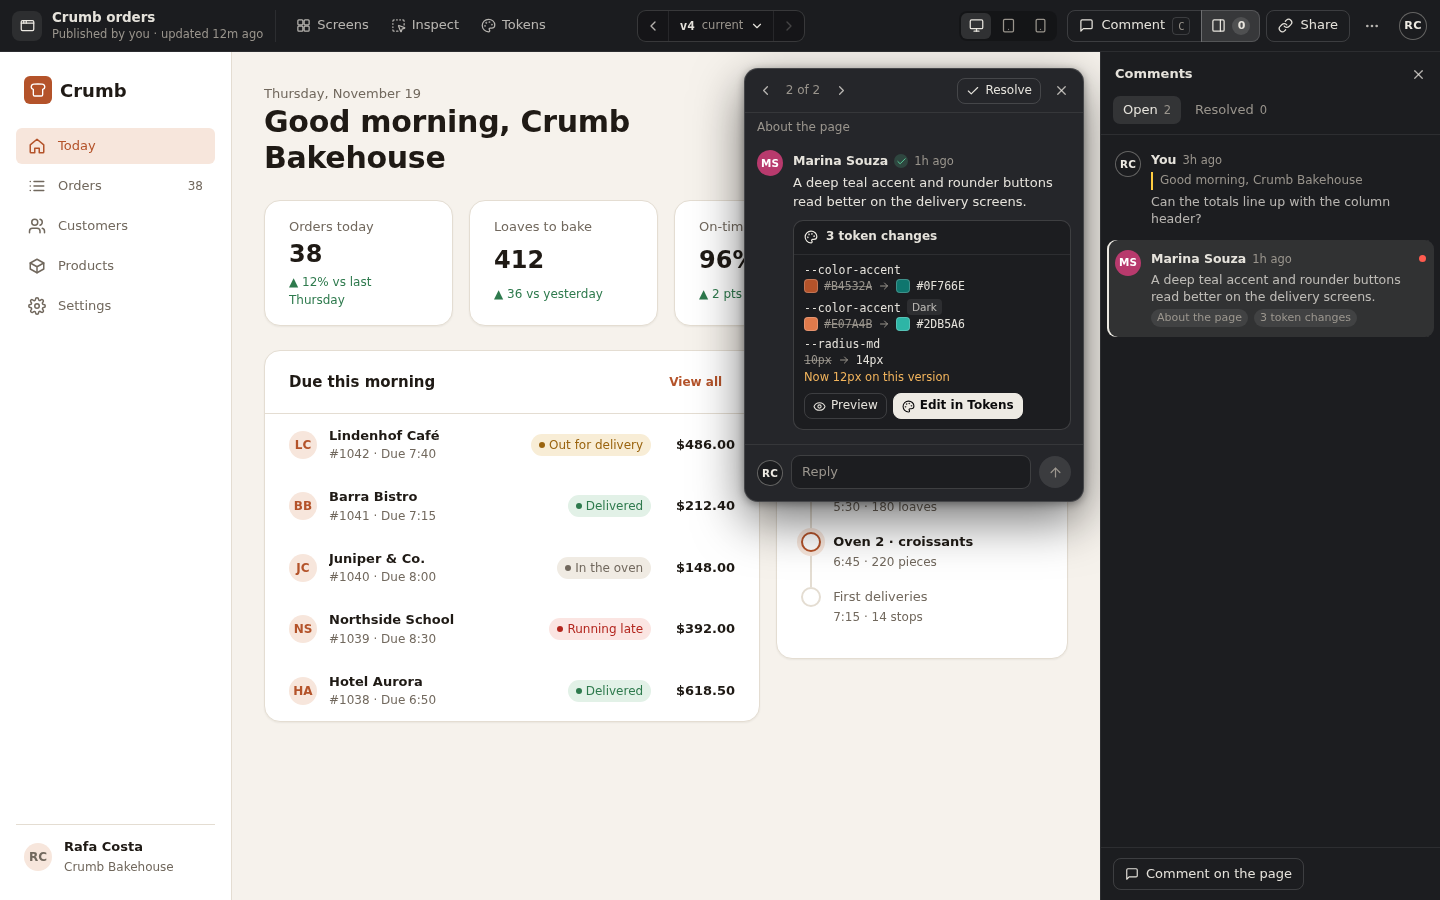 Crumb orders
Published by you · updated 12m ago
Screens
Inspect
Tokens
v4 current
Comment C
0
Share
RC
Crumb
Today
Orders 38
Customers
Products
Settings
RC
Rafa Costa
Crumb Bakehouse
Thursday, November 19
Good morning, Crumb
Bakehouse
Orders today
38
▲ 12% vs last
Thursday
Loaves to bake
412
▲ 36 vs yesterday
On-tim
96%
▲ 2 pts
Due this morning
View all
LC
Lindenhof Café
#1042 · Due 7:40
Out for delivery
$486.00
BB
Barra Bistro
#1041 · Due 7:15
Delivered
$212.40
JC
Juniper & Co.
#1040 · Due 8:00
In the oven
$148.00
NS
Northside School
#1039 · Due 8:30
Running late
$392.00
HA
Hotel Aurora
#1038 · Due 6:50
Delivered
$618.50
5:30 · 180 loaves
Oven 2 · croissants
6:45 · 220 pieces
First deliveries
7:15 · 14 stops
2 of 2
Resolve
About the page
MS
Marina Souza 1h ago
A deep teal accent and rounder buttons
read better on the delivery screens.
3 token changes
--color-accent
#B4532A → #0F766E
--color-accent Dark
#E07A4B → #2DB5A6
--radius-md
10px → 14px
Now 12px on this version
Preview
Edit in Tokens
RC
Reply
Comments
Open 2
Resolved 0
RC
You 3h ago
Good morning, Crumb Bakehouse
Can the totals line up with the column
header?
MS
Marina Souza 1h ago
A deep teal accent and rounder buttons
read better on the delivery screens.
About the page
3 token changes
Comment on the page